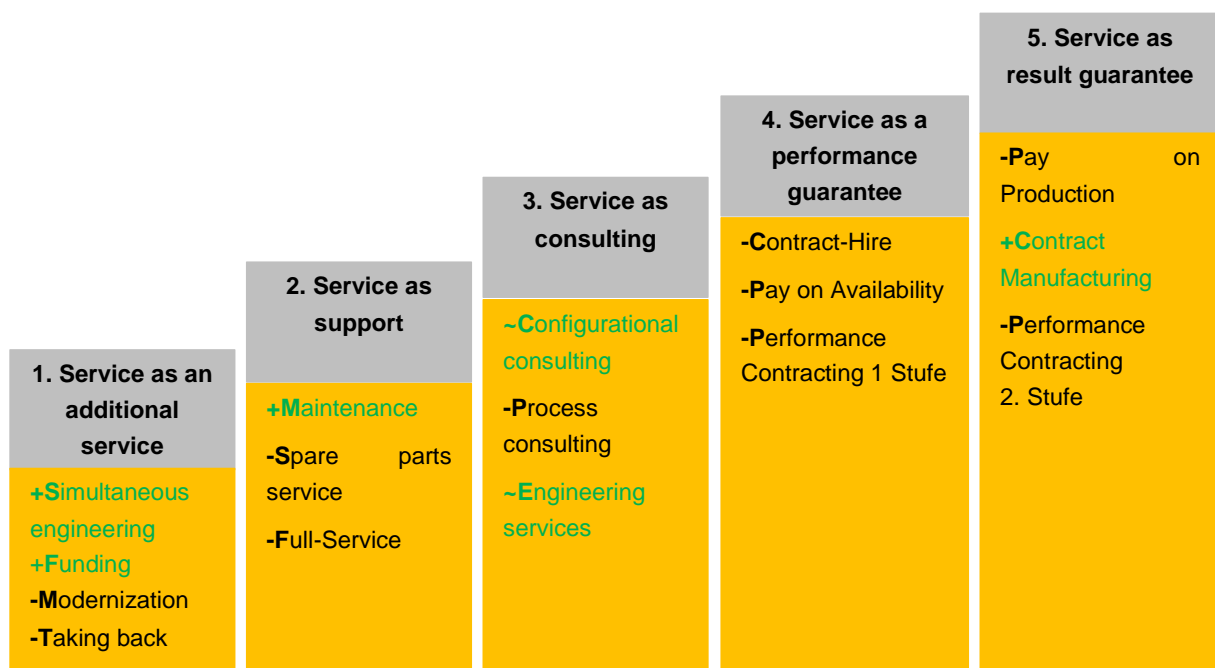 1. Service as an
additional
service
+Simultaneous
engineering
+Funding
-Modernization
-Taking back
2. Service as
support
+Maintenance
-Spare parts
service
-Full-Service
3. Service as
consulting
~Configurational
consulting
-Process
consulting
~Engineering
services
4. Service as a
performance
guarantee
-Contract-Hire
-Pay on Availability
-Performance
Contracting 1 Stufe
5. Service as
result guarantee
-Pay on
Production
+Contract
Manufacturing
-Performance
Contracting
2. Stufe